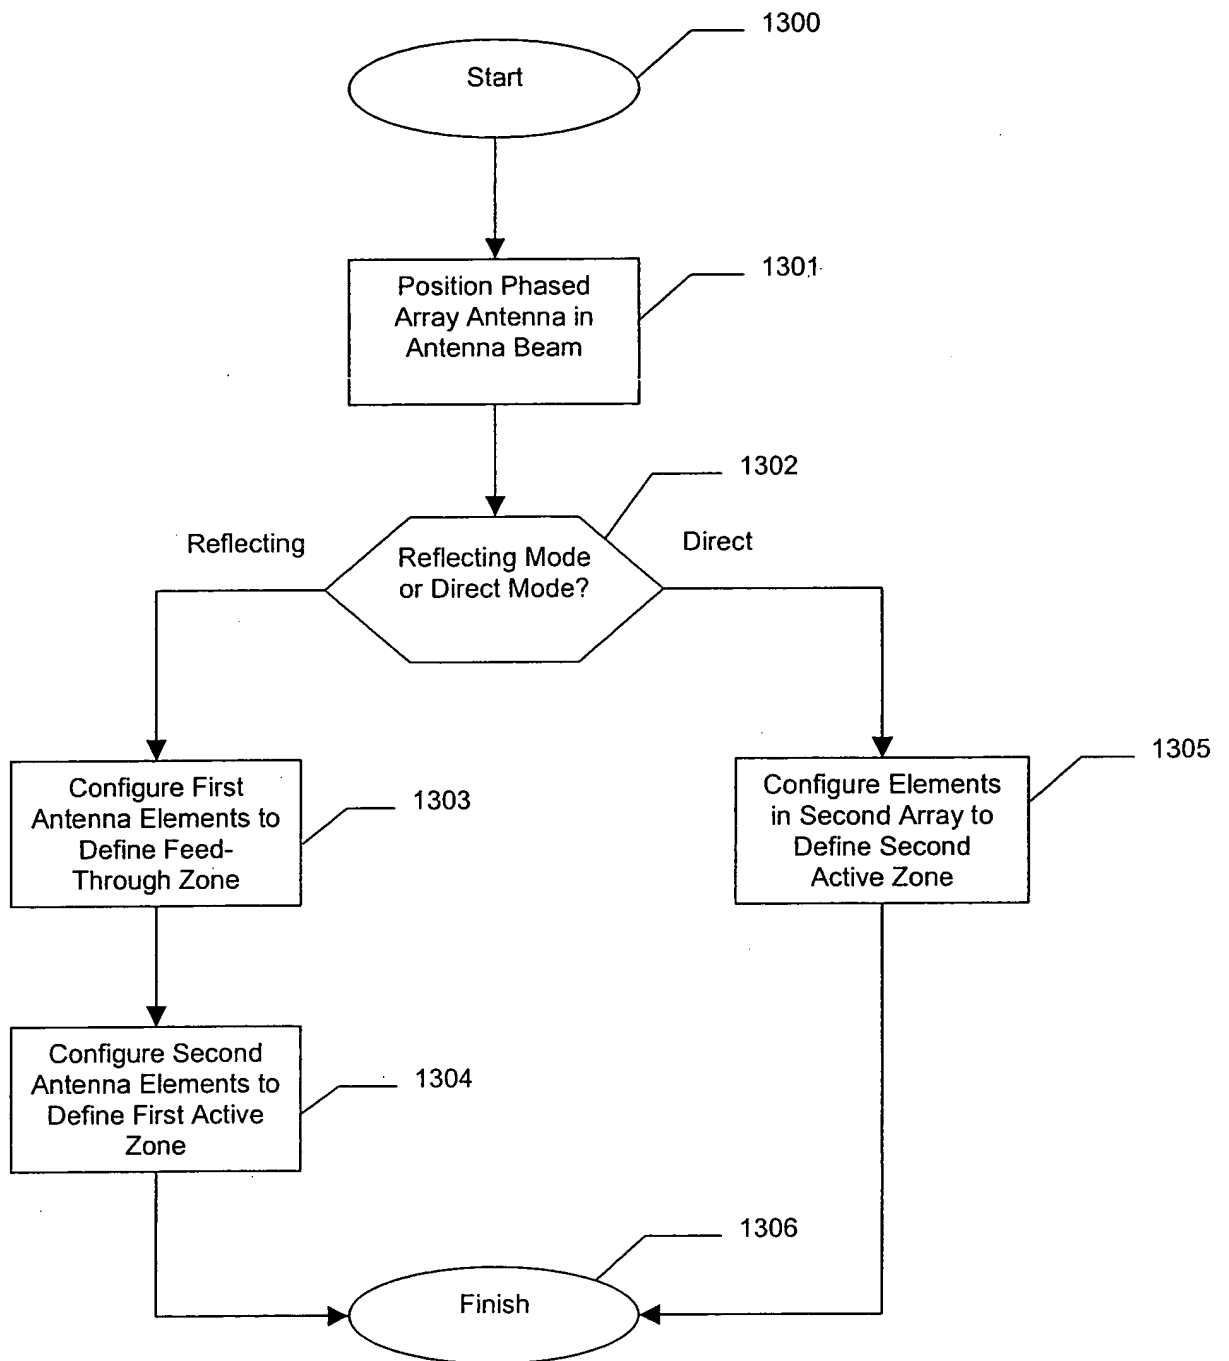 1300
Start
1301
Position Phased
Array Antenna in
Antenna Beam
1302
Reflecting
Direct
Reflecting Mode
or Direct Mode?
1303
Configure First
Antenna Elements to
Define Feed-
Through Zone
1305
Configure Elements
in Second Array to
Define Second
Active Zone
1304
Configure Second
Antenna Elements to
Define First Active
Zone
1306
Finish